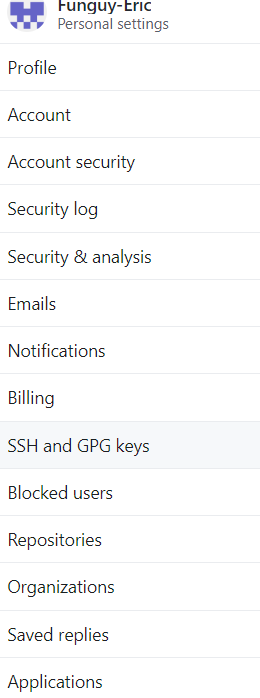 Funguy-Eric
Personal settings
Profile
Account
Account security
Security log
Security & analysis
Emails
Notifications
Billing
SSH and GPG keys
Blocked users
Repositories
Organizations
Saved replies
Applications